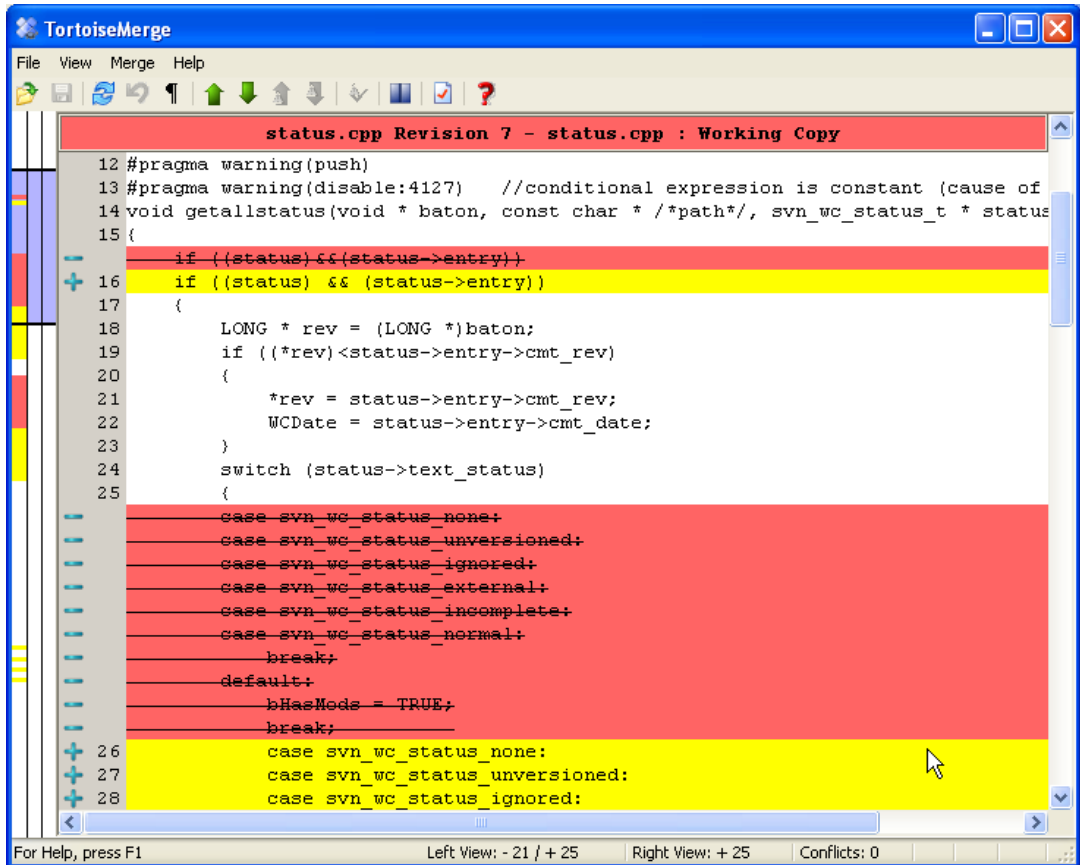 TortoiseMerge
File View Merge Help
status.cpp Revision 7 - status.cpp : Working Copy
12 #pragma warning(push)
13 #pragma warning(disable:4127) //conditional expression is constant (cause of
14 void getallstatus(void * baton, const char * /*path*/, svn_wc_status_t * status
15 {
if ((status)&&(status->entry))
16 if ((status) && (status->entry))
17 {
18 LONG * rev = (LONG *)baton;
19 if ((*rev)<status->entry->cmt_rev)
20 {
21 *rev = status->entry->cmt_rev;
22 WCDate = status->entry->cmt_date;
23 }
24 switch (status->text_status)
25 {
case svn_wc_status_none:
case svn_wc_status_unversioned:
case svn_wc_status_ignored:
case svn_wc_status_external:
case svn_wc_status_incomplete:
case svn_wc_status_normal:
break;
default:
bHasMods = TRUE;
break;
26 case svn_wc_status_none:
27 case svn_wc_status_unversioned:
28 case svn_wc_status_ignored:
For Help, press F1 Left View: - 21 / + 25 Right View: + 25 Conflicts: 0